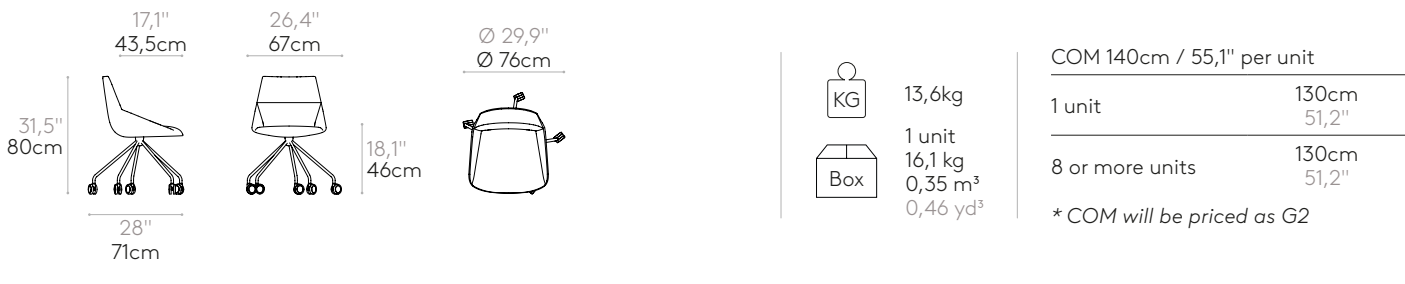 17,1"
43,5cm
26,4"
67cm
Ø 29,9"
Ø 76cm
31,5"
80cm
18,1"
46cm
28"
71cm
KG
13,6kg
Box
1 unit
16,1 kg
0,35 m³
0,46 yd³
COM 140cm / 55,1" per unit
1 unit 130cm
51,2"
8 or more units 130cm
51,2"
* COM will be priced as G2